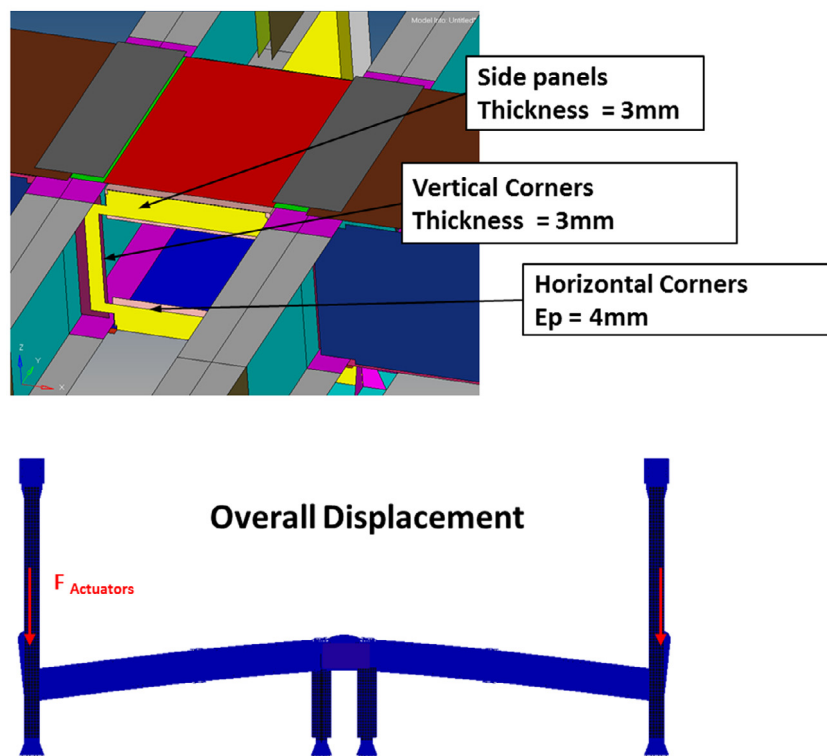 Model Info: Untitled*
Side panels
Thickness = 3mm
Vertical Corners
Thickness = 3mm
Horizontal Corners
Ep = 4mm
Z
Y
X
Overall Displacement
F Actuators